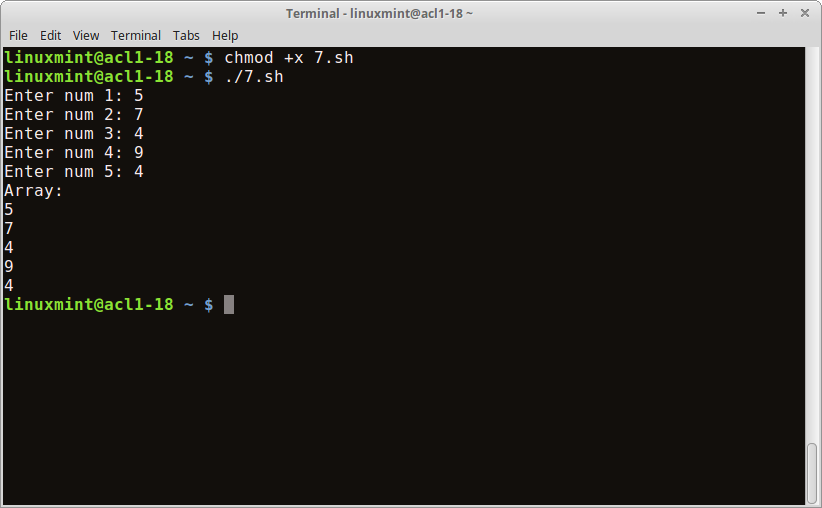 Terminal - linuxmint@acl1-18 ~
File Edit View Terminal Tabs Help
linuxmint@acl1-18 ~ $ chmod +x 7.sh
linuxmint@acl1-18 ~ $ ./7.sh
Enter num 1: 5
Enter num 2: 7
Enter num 3: 4
Enter num 4: 9
Enter num 5: 4
Array:
5
7
4
9
4
linuxmint@acl1-18 ~ $